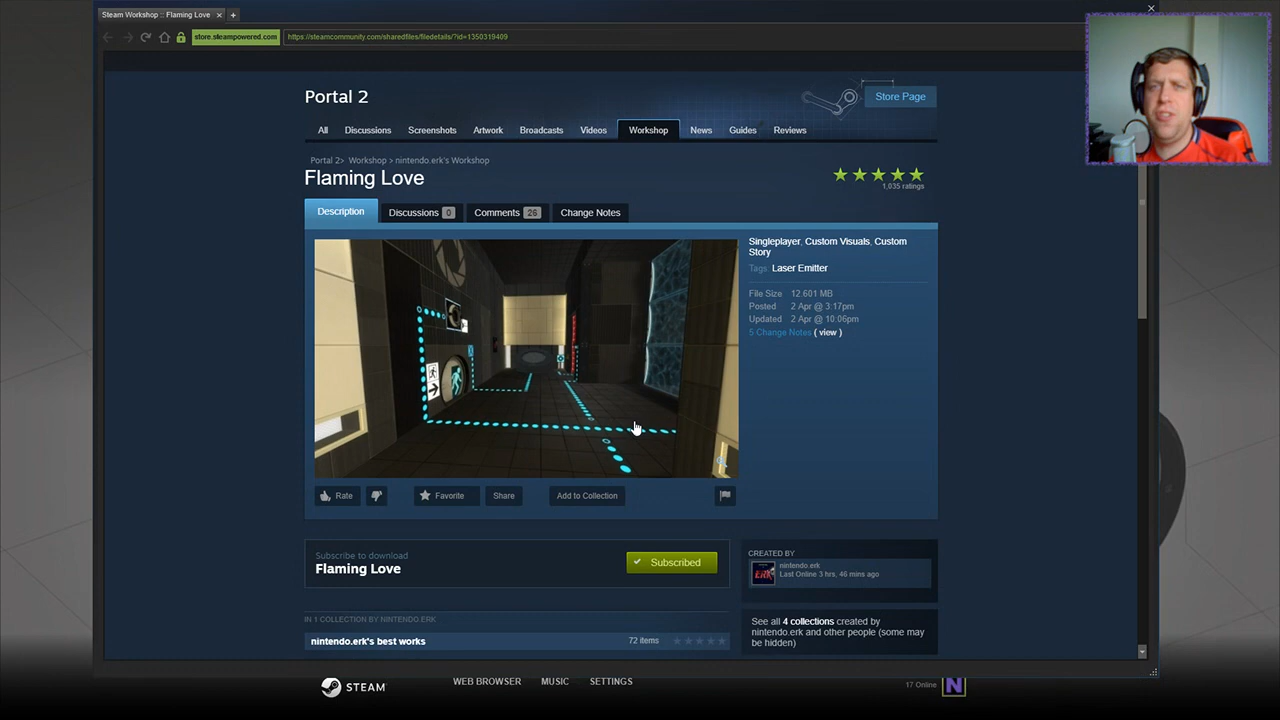 Steam Workshop :: Flaming Love
store.steampowered.com
https://steamcommunity.com/sharedfiles/filedetails/?id=1350319409
Portal 2
Store Page
All
Discussions
Screenshots
Artwork
Broadcasts
Videos
Workshop
News
Guides
Reviews
Portal 2> Workshop > nintendo.erk's Workshop
Flaming Love
1,035 ratings
Description
Discussions 0
Comments 26
Change Notes
Singleplayer, Custom Visuals, Custom
Story
Tags: Laser Emitter
File Size 12.601 MB
Posted 2 Apr @ 3:17pm
Updated 2 Apr @ 10:06pm
5 Change Notes ( view )
Rate
Favorite
Share
Add to Collection
Subscribe to download
Flaming Love
Subscribed
CREATED BY
ERK
nintendo.erk
Last Online 3 hrs, 46 mins ago
IN 1 COLLECTION BY NINTENDO.ERK
nintendo.erk's best works
72 items
See all 4 collections created by
nintendo.erk and other people (some may
be hidden)
STEAM
WEB BROWSER
MUSIC
SETTINGS
17 Online
N